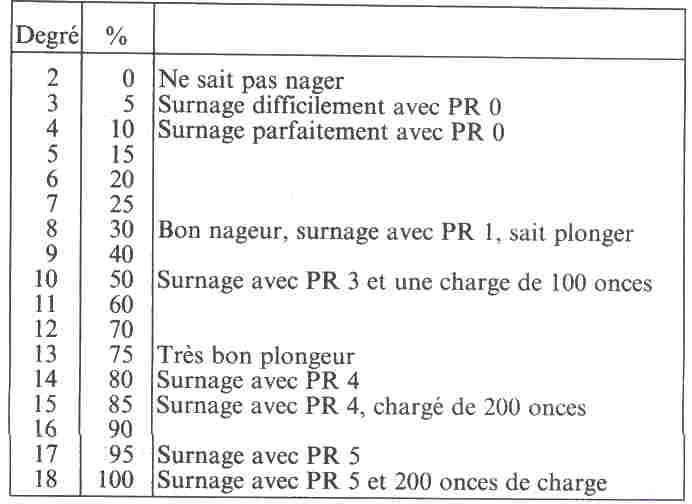 Degré %
2 0 Ne sait pas nager
3 5 Surnage difficilement avec PR 0
4 10 Surnage parfaitement avec PR 0
5 15
6 20
7 25
8 30 Bon nageur, surnage avec PR 1, sait plonger
9 40
10 50 Surnage avec PR 3 et une charge de 100 onces
11 60
12 70
13 75 Très bon plongeur
14 80 Surnage avec PR 4
15 85 Surnage avec PR 4, chargé de 200 onces
16 90
17 95 Surnage avec PR 5
18 100 Surnage avec PR 5 et 200 onces de charge